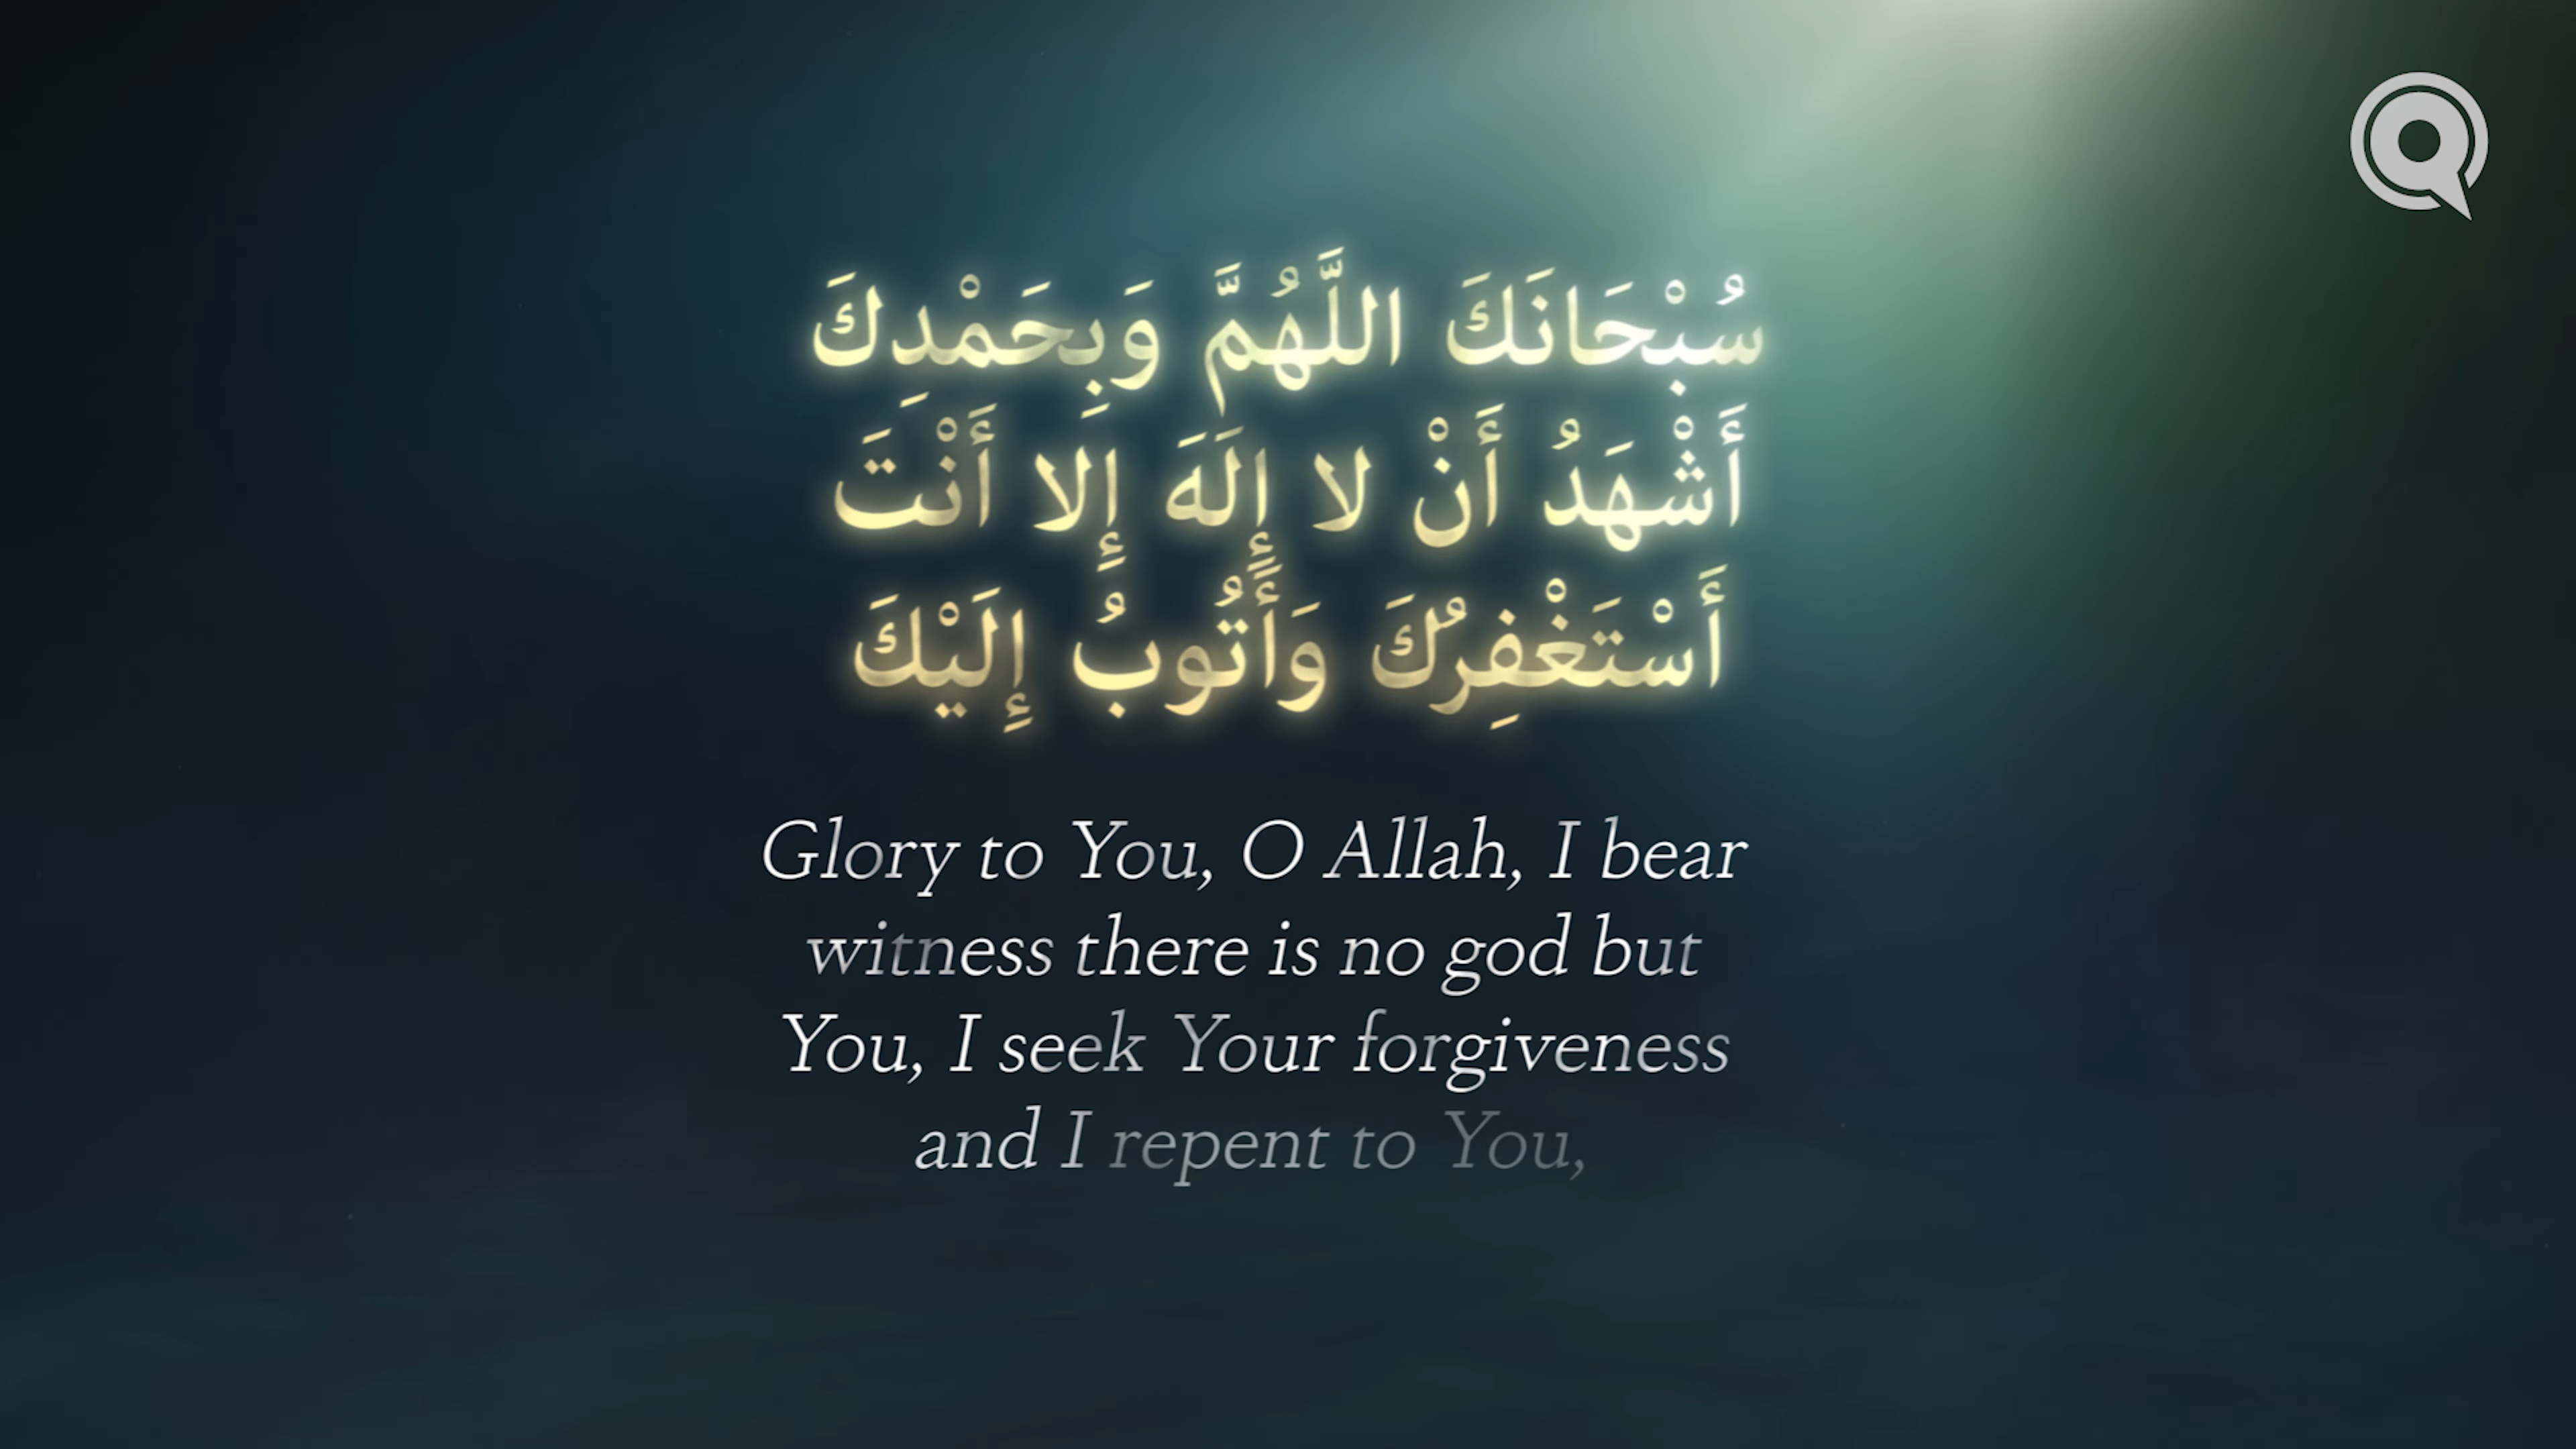 سُبْحَانَكَ اللَّهُمَّ وَبِحَمْدِكَ
أَشْهَدُ أَنْ لا إِلَهَ إِلا أَنْتَ
أَسْتَغْفِرُكَ وَأَتُوبُ إِلَيْكَ
Glory to You, O Allah, I bear
witness there is no god but
You, I seek Your forgiveness
and I repent to You,